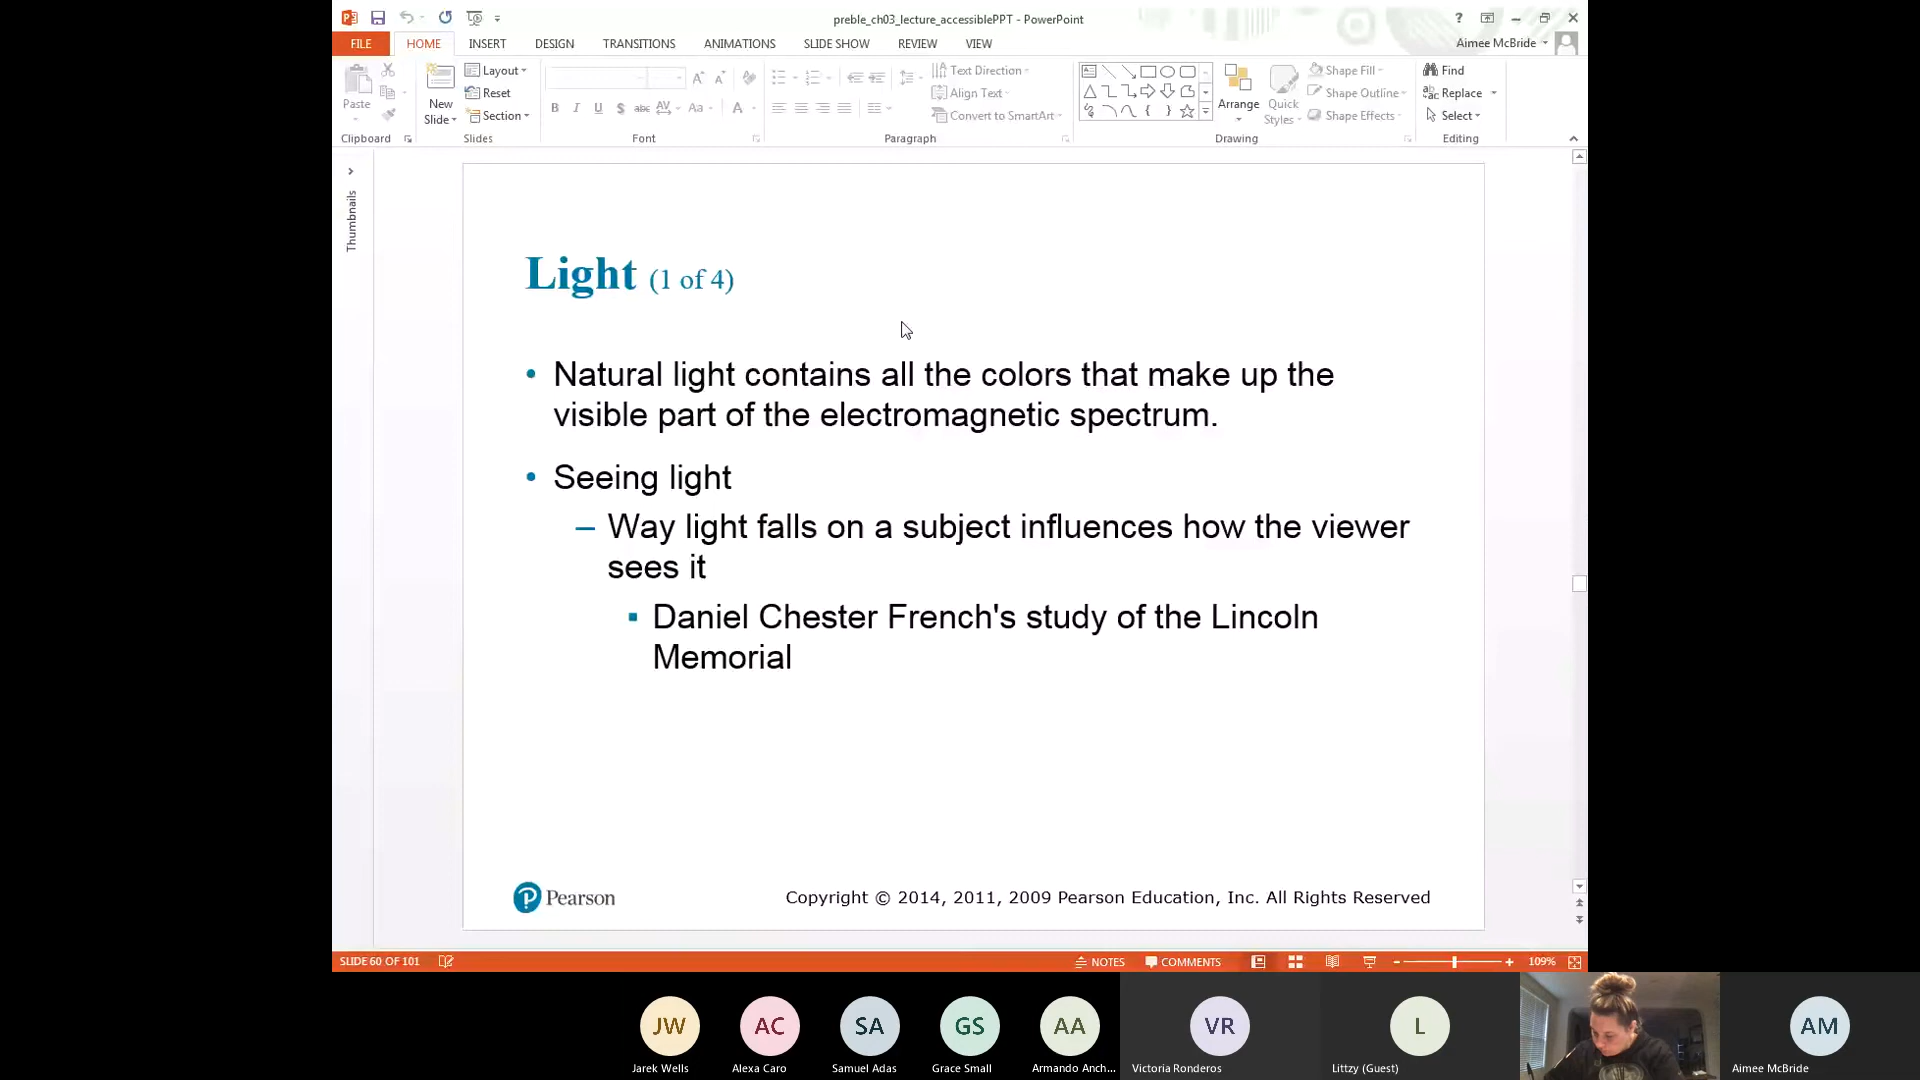 preble_ch03_lecture_accessiblePPT - PowerPoint
?
FILE HOME INSERT DESIGN TRANSITIONS ANIMATIONS SLIDE SHOW REVIEW VIEW
Aimee McBride
Paste
Clipboard
New
Slide
Layout
Reset
Section
Slides
B I U S abc AV Aa A
Font
Text Direction
Align Text
Convert to SmartArt
Paragraph
Arrange
Quick
Styles
Shape Fill
Shape Outline
Shape Effects
Drawing
Find
Replace
Select
Editing
Thumbnails
Light (1 of 4)
• Natural light contains all the colors that make up the
visible part of the electromagnetic spectrum.
• Seeing light
– Way light falls on a subject influences how the viewer
sees it
▪ Daniel Chester French's study of the Lincoln
Memorial
Pearson
Copyright © 2014, 2011, 2009 Pearson Education, Inc. All Rights Reserved
SLIDE 60 OF 101
NOTES COMMENTS
109%
JW AC SA GS AA VR L AM
Jarek Wells Alexa Caro Samuel Adas Grace Small Armando Anch... Victoria Ronderos Littzy (Guest) Aimee McBride